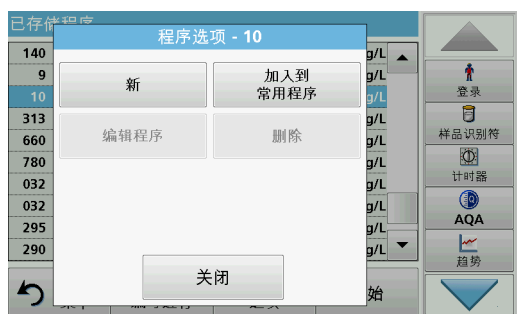 已存储程序
程序选项 - 10
新
加入到
常用程序
编辑程序
删除
关闭
140 g/L
9 g/L
10 g/L
313 g/L
660 g/L
780 g/L
032 g/L
032 g/L
295 g/L
290 g/L
始
登录
样品识别符
计时器
AQA
趋势